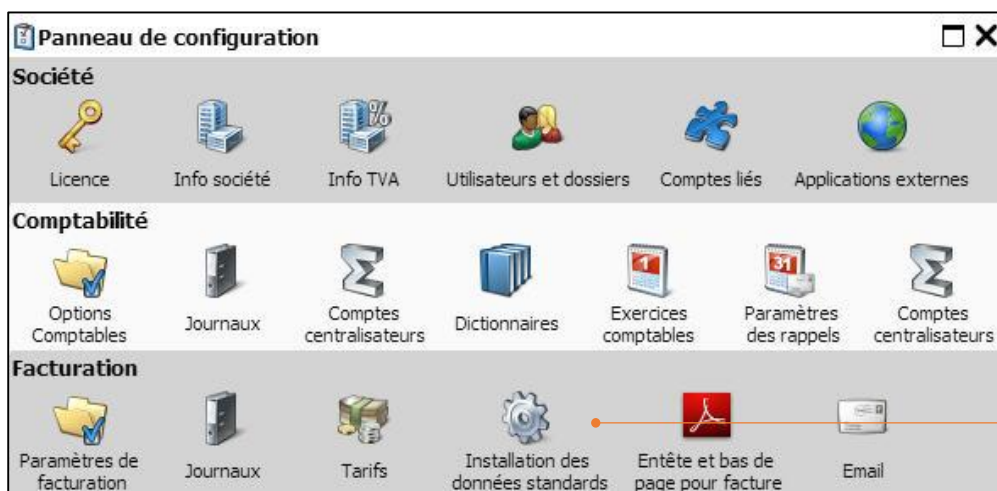 Panneau de configuration
Société
Licence
Info société
Info TVA
Utilisateurs et dossiers
Comptes liés
Applications externes
Comptabilité
Options
Comptables
Journaux
Comptes
centralisateurs
Dictionnaires
1
Exercices
comptables
31
Paramètres
des rappels
Comptes
centralisateurs
Facturation
Paramètres de
facturation
Journaux
Tarifs
Installation des
données standards
Entête et bas de
page pour facture
Email